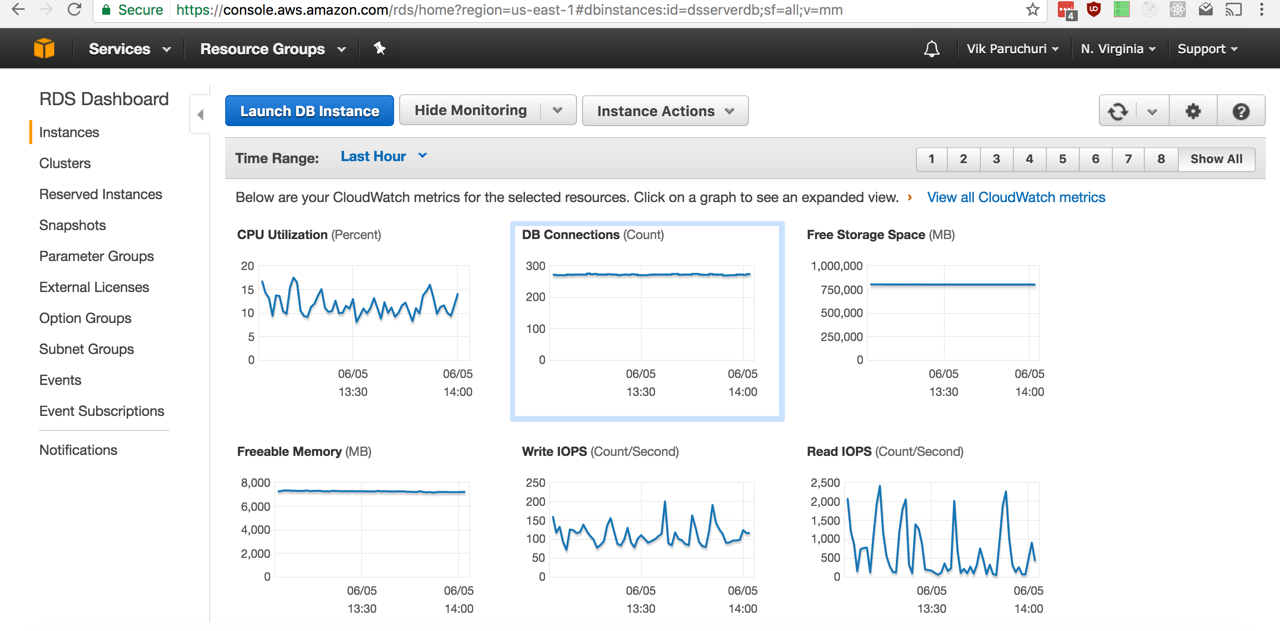 Secure https://console.aws.amazon.com/rds/home?region=us-east-1#dbinstances:id=dsserverdb;sf=all;v=mm 4 UD
Services Resource Groups Vik Paruchuri N. Virginia Support
RDS Dashboard
Instances
Clusters
Reserved Instances
Snapshots
Parameter Groups
External Licenses
Option Groups
Subnet Groups
Events
Event Subscriptions
Notifications
Launch DB Instance Hide Monitoring Instance Actions ?
Time Range: Last Hour 1 2 3 4 5 6 7 8 Show All
Below are your CloudWatch metrics for the selected resources. Click on a graph to see an expanded view. › View all CloudWatch metrics
CPU Utilization (Percent)
20
15
10
5
0
06/05 06/05
13:30 14:00
DB Connections (Count)
300
200
100
0
06/05 06/05
13:30 14:00
Free Storage Space (MB)
1,000,000
750,000
500,000
250,000
0
06/05 06/05
13:30 14:00
Freeable Memory (MB)
8,000
6,000
4,000
2,000
0
06/05 06/05
13:30 14:00
Write IOPS (Count/Second)
250
200
150
100
50
0
06/05 06/05
13:30 14:00
Read IOPS (Count/Second)
2,500
2,000
1,500
1,000
500
0
06/05 06/05
13:30 14:00